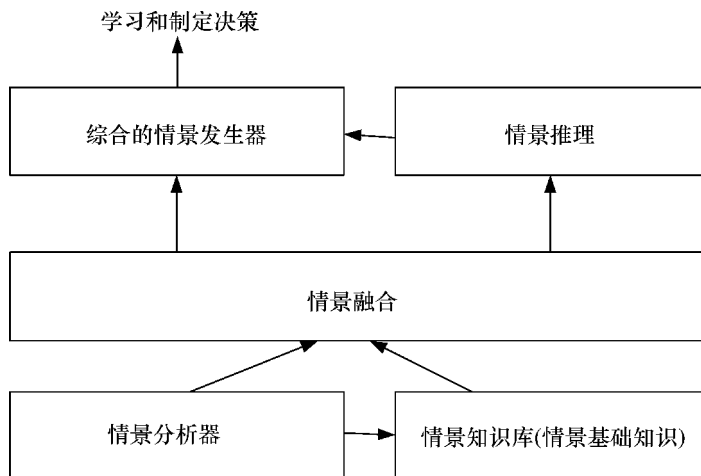 学习和制定决策
综合的情景发生器
情景推理
情景融合
情景分析器
情景知识库(情景基础知识)